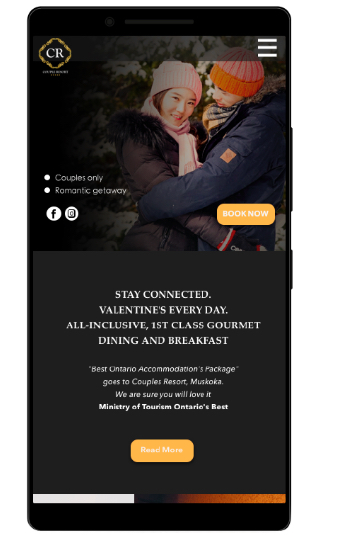 CR
Couples only
Romantic getaway
BOOK NOW
STAY CONNECTED.
VALENTINE'S EVERY DAY.
ALL-INCLUSIVE, 1ST CLASS GOURMET
DINING AND BREAKFAST
"Best Ontario Accommodation's Package"
goes to Couples Resort, Muskoka.
We are sure you will love it
Ministry of Tourism Ontario's Best
Read More